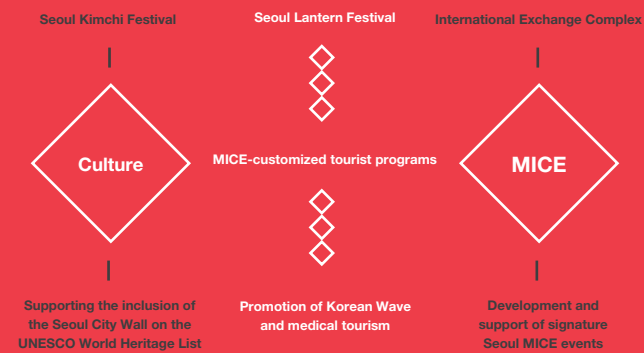 Seoul Kimchi Festival
Seoul Lantern Festival
International Exchange Complex
Culture
MICE-customized tourist programs
MICE
Supporting the inclusion of
the Seoul City Wall on the
UNESCO World Heritage List
Promotion of Korean Wave
and medical tourism
Development and
support of signature
Seoul MICE events